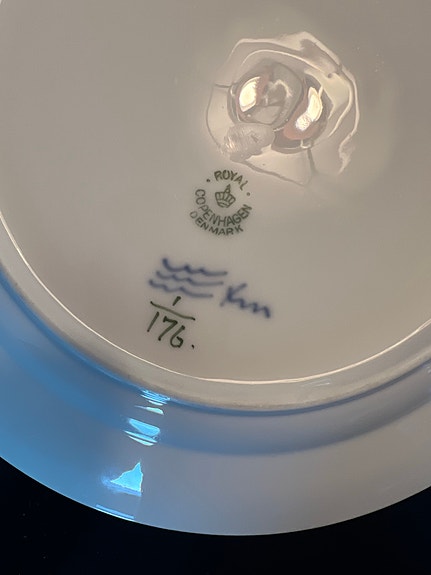 ROYAL
COPENHAGEN
DENMARK
1
176.